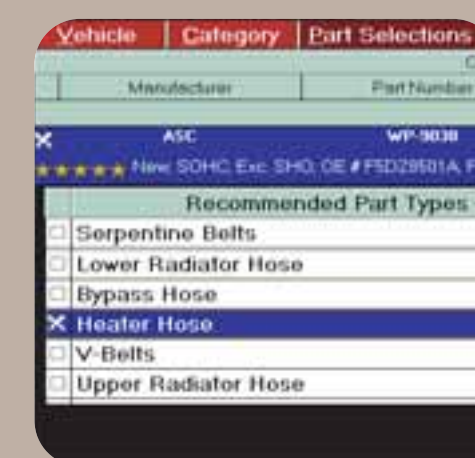 Vehicle Category Part Selections
Manufacturer Part Number
ASC WP-9030
New, SOHC, Exc. SHO, OE # F5DZ8501A, F
Recommended Part Types
Serpentine Belts
Lower Radiator Hose
Bypass Hose
Heater Hose
V-Belts
Upper Radiator Hose